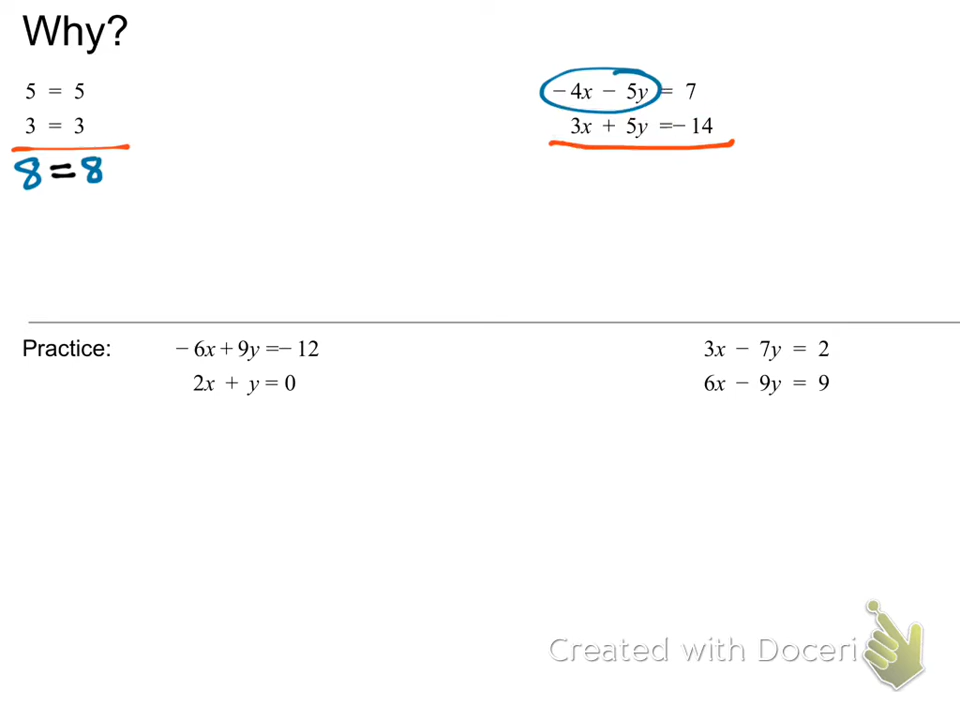 Why?
5 = 5
3 = 3
8 = 8
− 4x − 5y = 7
3x + 5y =− 14
Practice:
− 6x + 9y =− 12
2x + y = 0
3x − 7y = 2
6x − 9y = 9
Created with Doceri